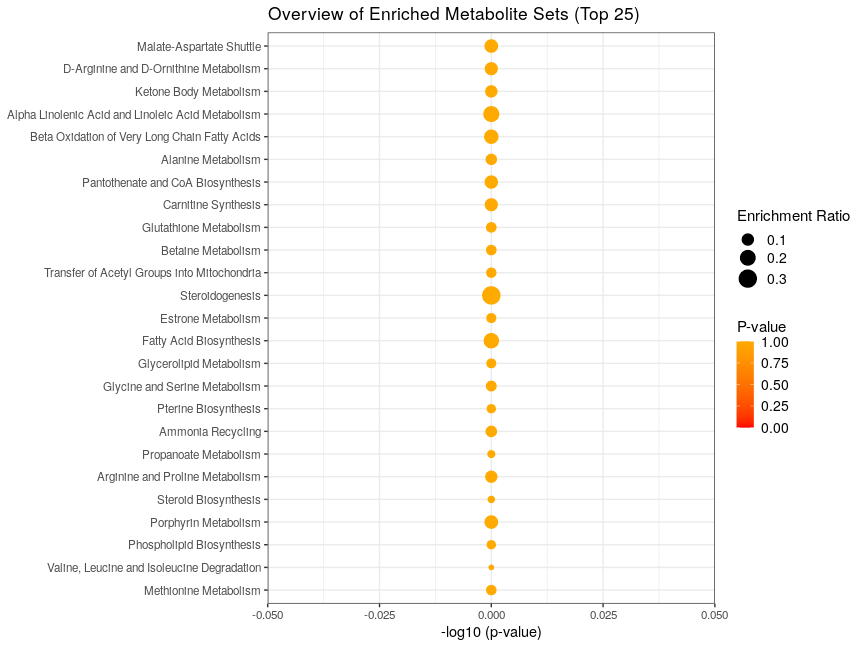 Overview of Enriched Metabolite Sets (Top 25)
Malate-Aspartate Shuttle
D-Arginine and D-Ornithine Metabolism
Ketone Body Metabolism
Alpha Linolenic Acid and Linoleic Acid Metabolism
Beta Oxidation of Very Long Chain Fatty Acids
Alanine Metabolism
Pantothenate and CoA Biosynthesis
Carnitine Synthesis
Glutathione Metabolism
Betaine Metabolism
Transfer of Acetyl Groups into Mitochondria
Steroidogenesis
Estrone Metabolism
Fatty Acid Biosynthesis
Glycerolipid Metabolism
Glycine and Serine Metabolism
Pterine Biosynthesis
Ammonia Recycling
Propanoate Metabolism
Arginine and Proline Metabolism
Steroid Biosynthesis
Porphyrin Metabolism
Phospholipid Biosynthesis
Valine, Leucine and Isoleucine Degradation
Methionine Metabolism
-0.050 -0.025 0.000 0.025 0.050
-log10 (p-value)
Enrichment Ratio
0.1
0.2
0.3
P-value
1.00
0.75
0.50
0.25
0.00